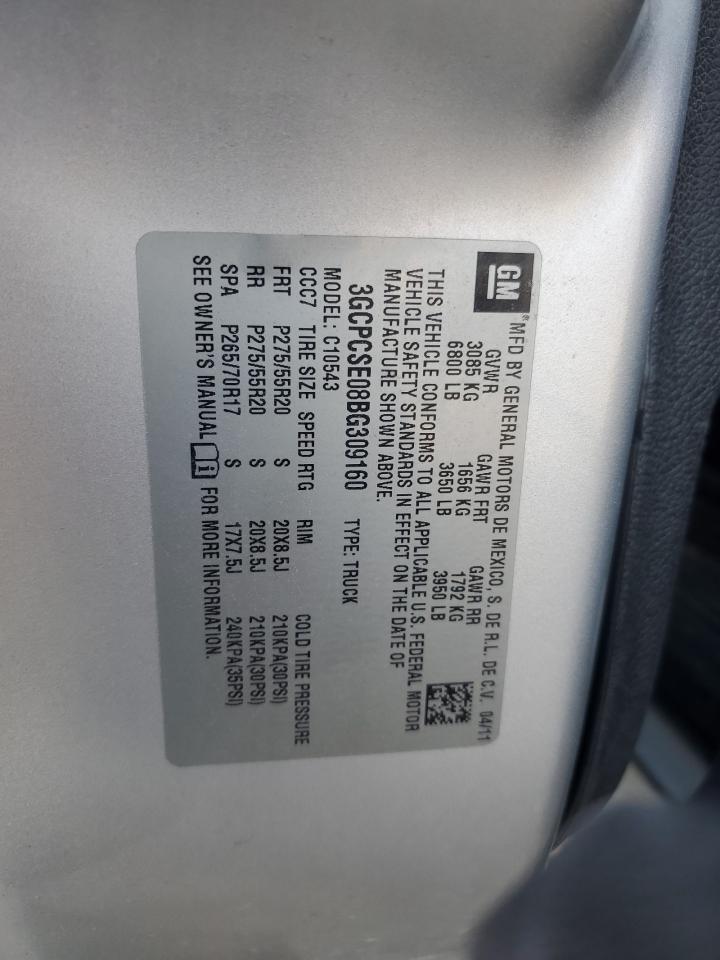 GM ® MFD BY GENERAL MOTORS DE MEXICO, S. DE R.L. DE C.V. 04/11
GVWR GAWR FRT GAWR RR
3085 KG 1656 KG 1792 KG
6800 LB 3650 LB 3950 LB
THIS VEHICLE CONFORMS TO ALL APPLICABLE U.S. FEDERAL MOTOR
VEHICLE SAFETY STANDARDS IN EFFECT ON THE DATE OF
MANUFACTURE SHOWN ABOVE.
3GCPCSE08BG309160 TYPE: TRUCK
MODEL: C10543
CCC7 TIRE SIZE SPEED RTG RIM COLD TIRE PRESSURE
FRT P275/55R20 S 20X8.5J 210KPA(30PSI)
RR P275/55R20 S 20X8.5J 210KPA(30PSI)
SPA P265/70R17 S 17X7.5J 240KPA(35PSI)
SEE OWNER'S MANUAL i FOR MORE INFORMATION.